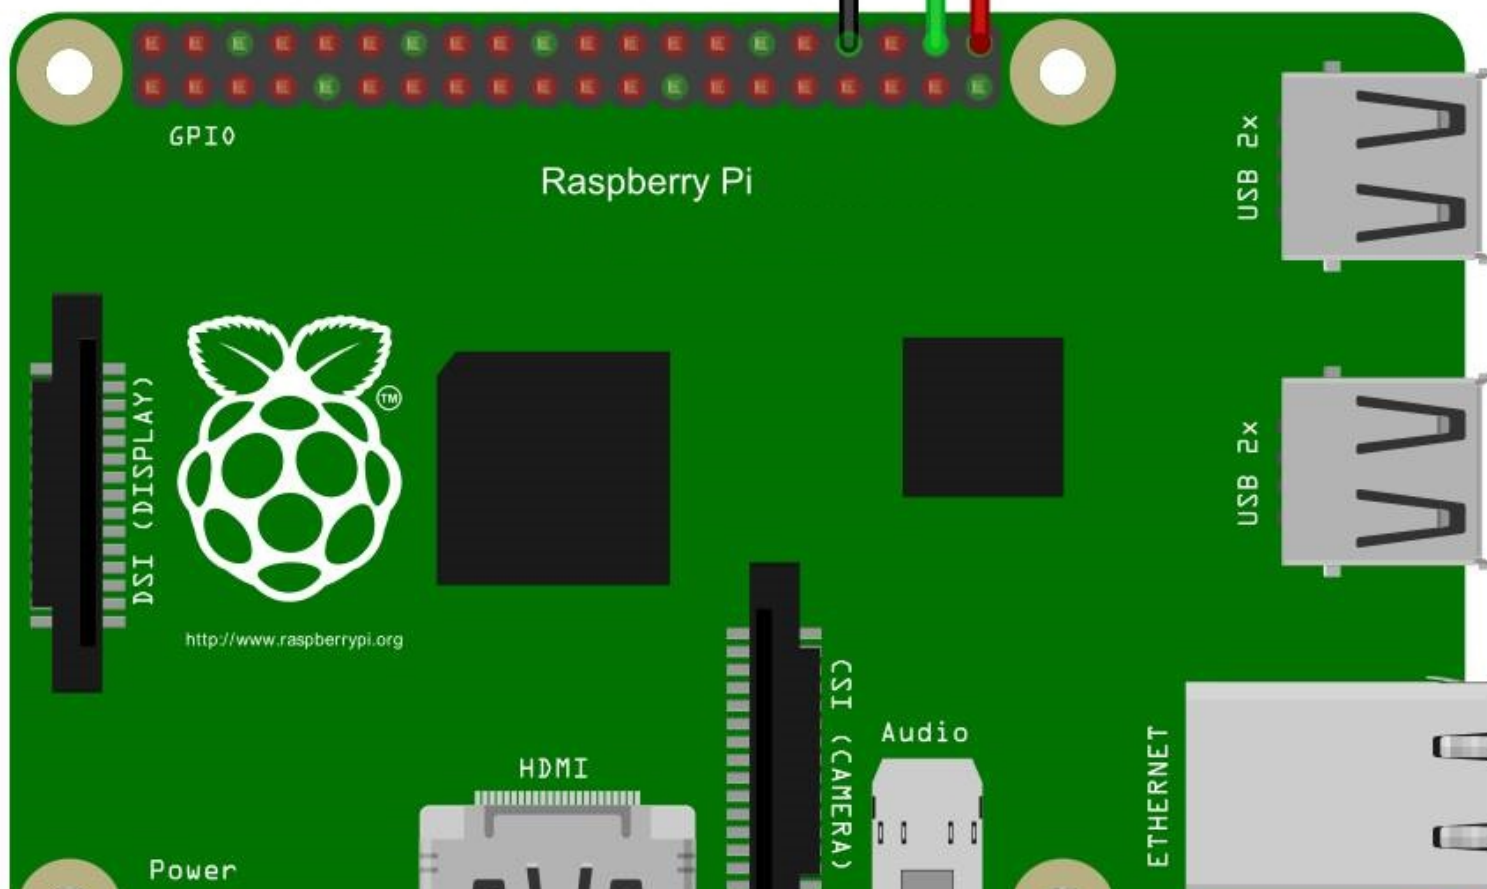 GPIO
Raspberry Pi
USB 2x
DSI (DISPLAY)
TM
USB 2x
http://www.raspberrypi.org
CSI (CAMERA)
Audio
ETHERNET
HDMI
Power